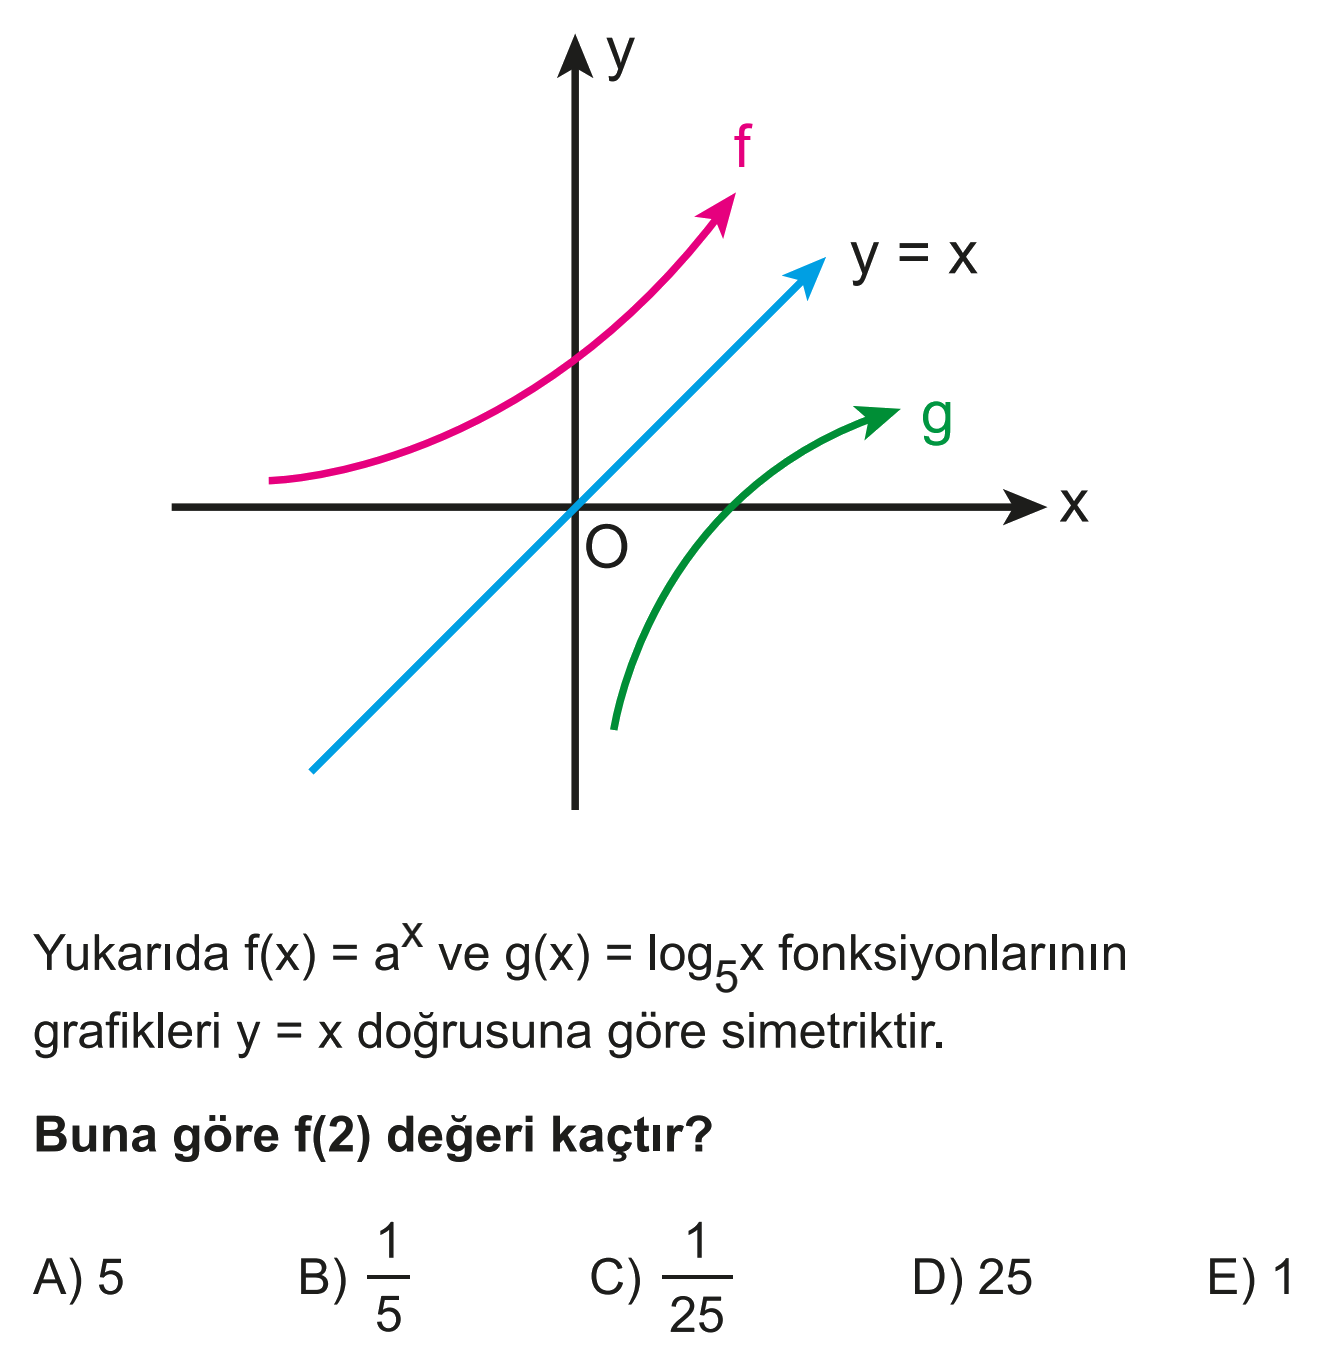 y
f
y = x
g
x
O
Yukarıda f(x) = aˣ ve g(x) = log₅x fonksiyonlarının
grafikleri y = x doğrusuna göre simetriktir.
Buna göre f(2) değeri kaçtır?
A) 5 B) 1/5 C) 1/25 D) 25 E) 1